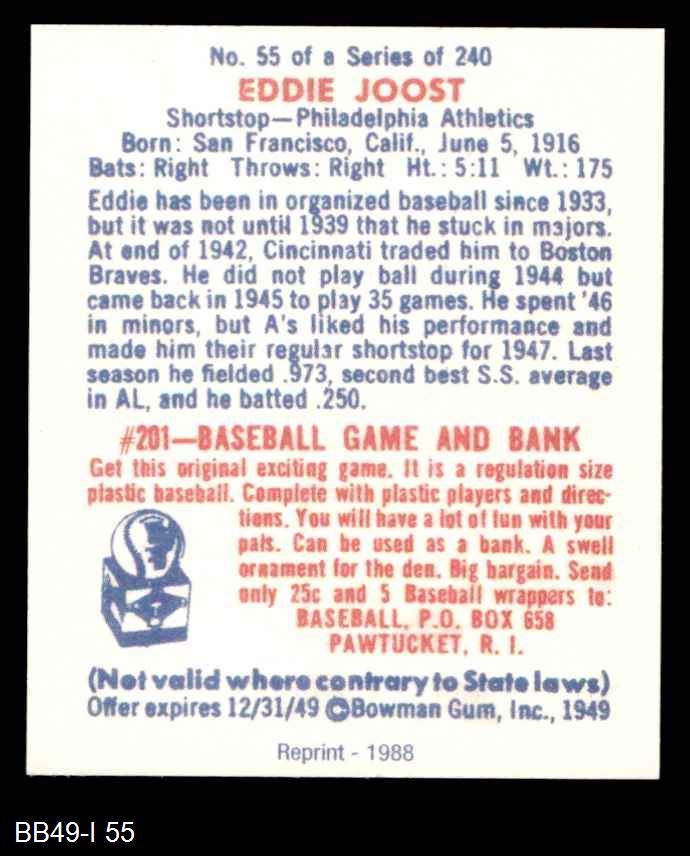 No. 55 of a Series of 240
EDDIE JOOST
Shortstop—Philadelphia Athletics
Born: San Francisco, Calif., June 5, 1916
Bats: Right Throws: Right Ht.: 5:11 Wt.: 175
Eddie has been in organized baseball since 1933,
but it was not until 1939 that he stuck in majors.
At end of 1942, Cincinnati traded him to Boston
Braves. He did not play ball during 1944 but
came back in 1945 to play 35 games. He spent '46
in minors, but A's liked his performance and
made him their regular shortstop for 1947. Last
season he fielded .973, second best S.S. average
in AL, and he batted .250.
#201—BASEBALL GAME AND BANK
Get this original exciting game. It is a regulation size
plastic baseball. Complete with plastic players and direc-
tions. You will have a lot of fun with your
pals. Can be used as a bank. A swell
ornament for the den. Big bargain. Send
only 25c and 5 Baseball wrappers to:
BASEBALL, P.O. BOX 658
PAWTUCKET, R. I.
(Not valid where contrary to State laws)
Offer expires 12/31/49 ©Bowman Gum, Inc., 1949
Reprint - 1988
BB49-I 55